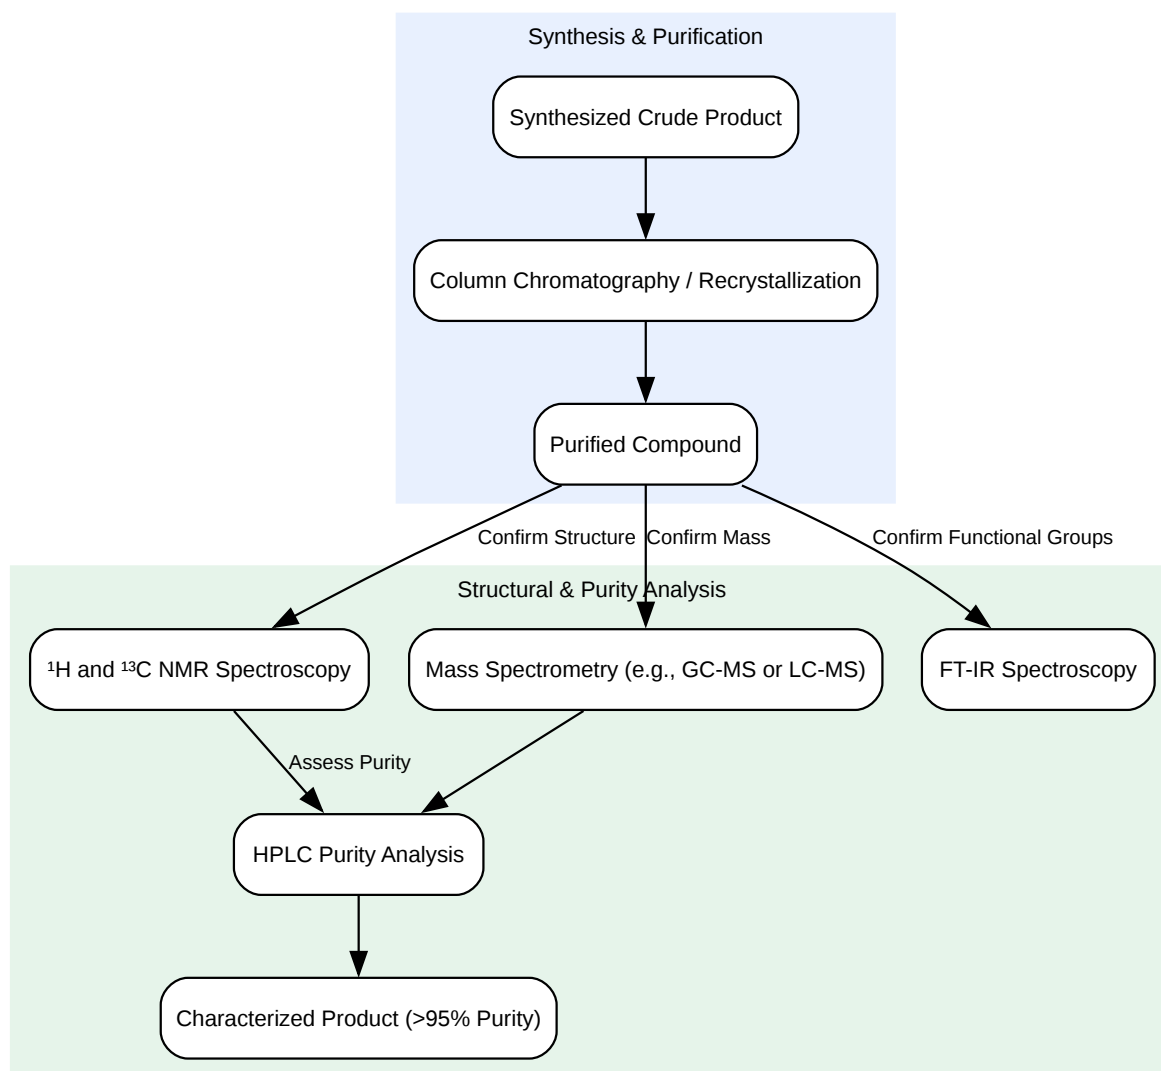 Synthesis & Purification
Synthesized Crude Product
Column Chromatography / Recrystallization
Purified Compound
Confirm Structure
Confirm Mass
Confirm Functional Groups
Structural & Purity Analysis
¹H and ¹³C NMR Spectroscopy
Mass Spectrometry (e.g., GC-MS or LC-MS)
FT-IR Spectroscopy
Assess Purity
HPLC Purity Analysis
Characterized Product (>95% Purity)